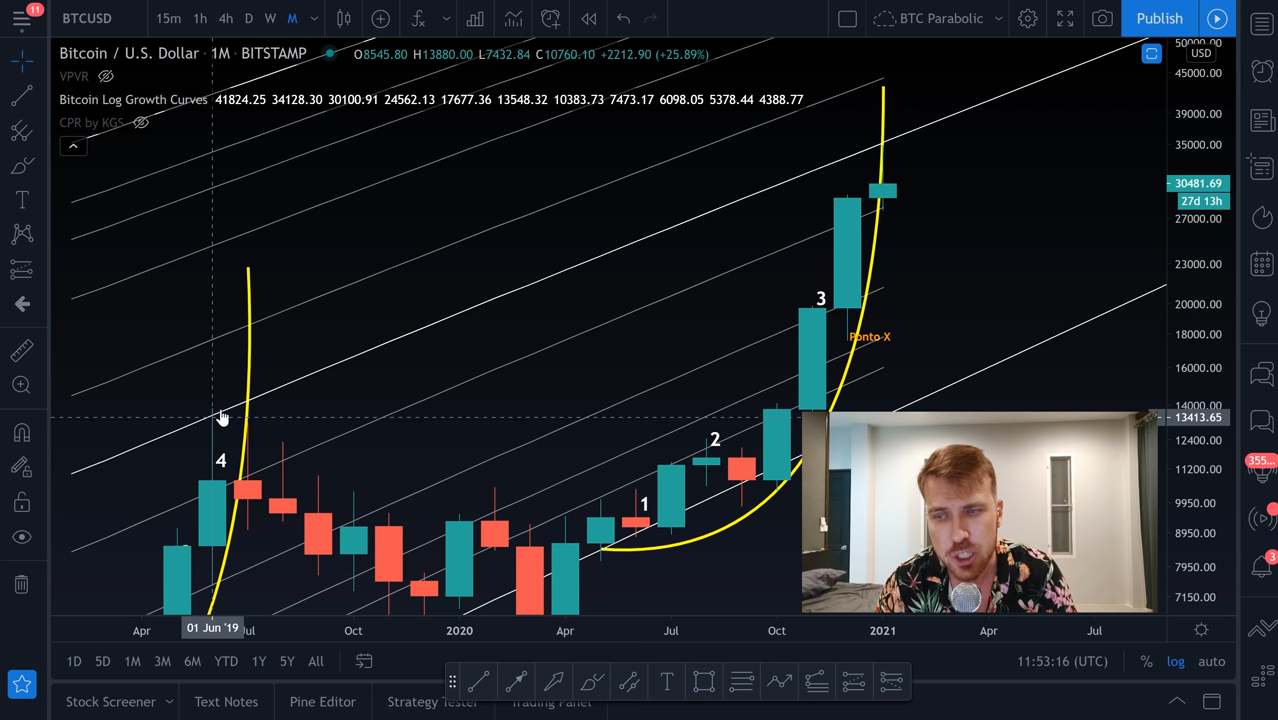 11
BTCUSD 15m 1h 4h D W M BTC Parabolic Publish
Bitcoin / U.S. Dollar · 1M · BITSTAMP O8545.80 H13880.00 L7432.84 C10760.10 +2212.90 (+25.89%)
VPVR
Bitcoin Log Growth Curves 41824.25 34128.30 30100.91 24562.13 17677.36 13548.32 10383.73 7473.17 6098.05 5378.44 4388.77
CPR by KGS
50000.00
USD
45000.00
39000.00
35000.00
30481.69
27d 13h
27000.00
23000.00
20000.00
18000.00
16000.00
14000.00
13413.65
12400.00
11200.00
9950.00
8950.00
7950.00
7150.00
3
Ponto X
2
4
1
355...
3
Apr 01 Jun '19 Jul Oct 2020 Apr Jul Oct 2021 Apr Jul
1D 5D 1M 3M 6M YTD 1Y 5Y All 11:53:16 (UTC) % log auto
Stock Screener Text Notes Pine Editor Strategy Tester Trading Panel